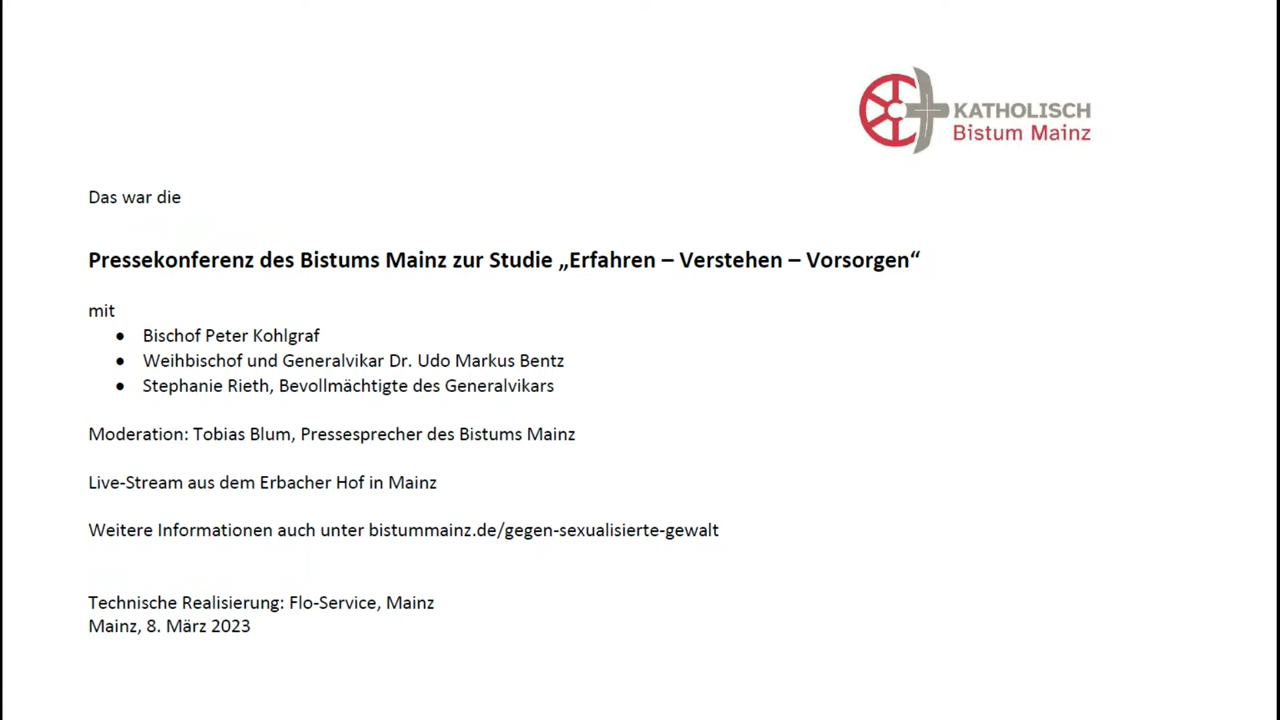 KATHOLISCH
Bistum Mainz
Das war die
Pressekonferenz des Bistums Mainz zur Studie „Erfahren – Verstehen – Vorsorgen“
mit
● Bischof Peter Kohlgraf
● Weihbischof und Generalvikar Dr. Udo Markus Bentz
● Stephanie Rieth, Bevollmächtigte des Generalvikars
Moderation: Tobias Blum, Pressesprecher des Bistums Mainz
Live-Stream aus dem Erbacher Hof in Mainz
Weitere Informationen auch unter bistummainz.de/gegen-sexualisierte-gewalt
Technische Realisierung: Flo-Service, Mainz
Mainz, 8. März 2023